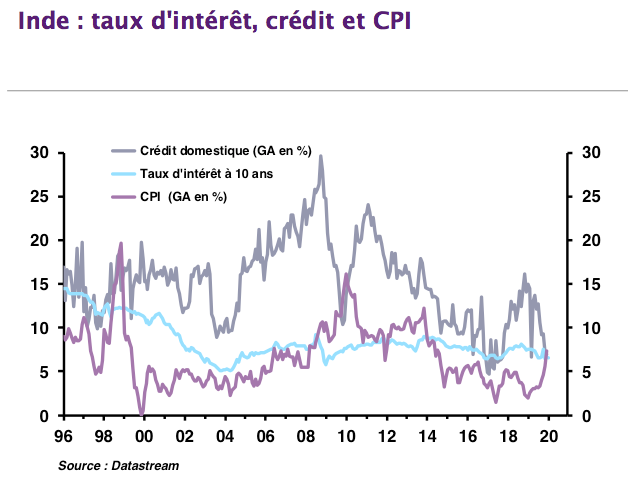 Inde : taux d'intérêt, crédit et CPI
Crédit domestique (GA en %)
Taux d'intérêt à 10 ans
CPI (GA en %)
30 30
25 25
20 20
15 15
10 10
5 5
0 0
96 98 00 02 04 06 08 10 12 14 16 18 20
Source : Datastream